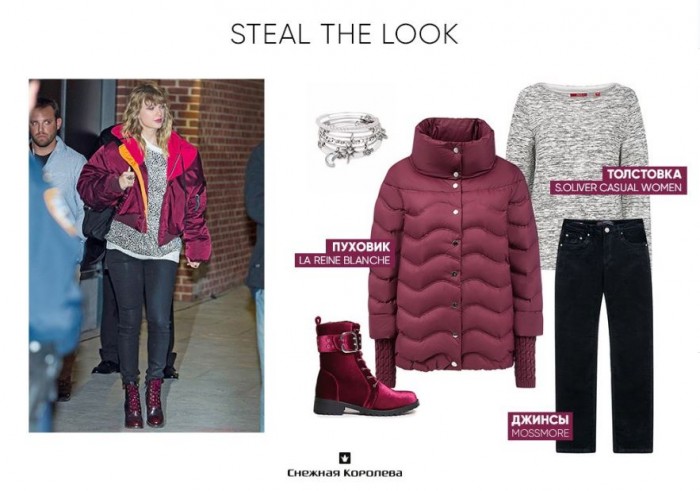 STEAL THE LOOK
ТОЛСТОВКА
S.OLIVER CASUAL WOMEN
ПУХОВИК
LA REINE BLANCHE
ДЖИНСЫ
MOSSMORE
Снежная Королева